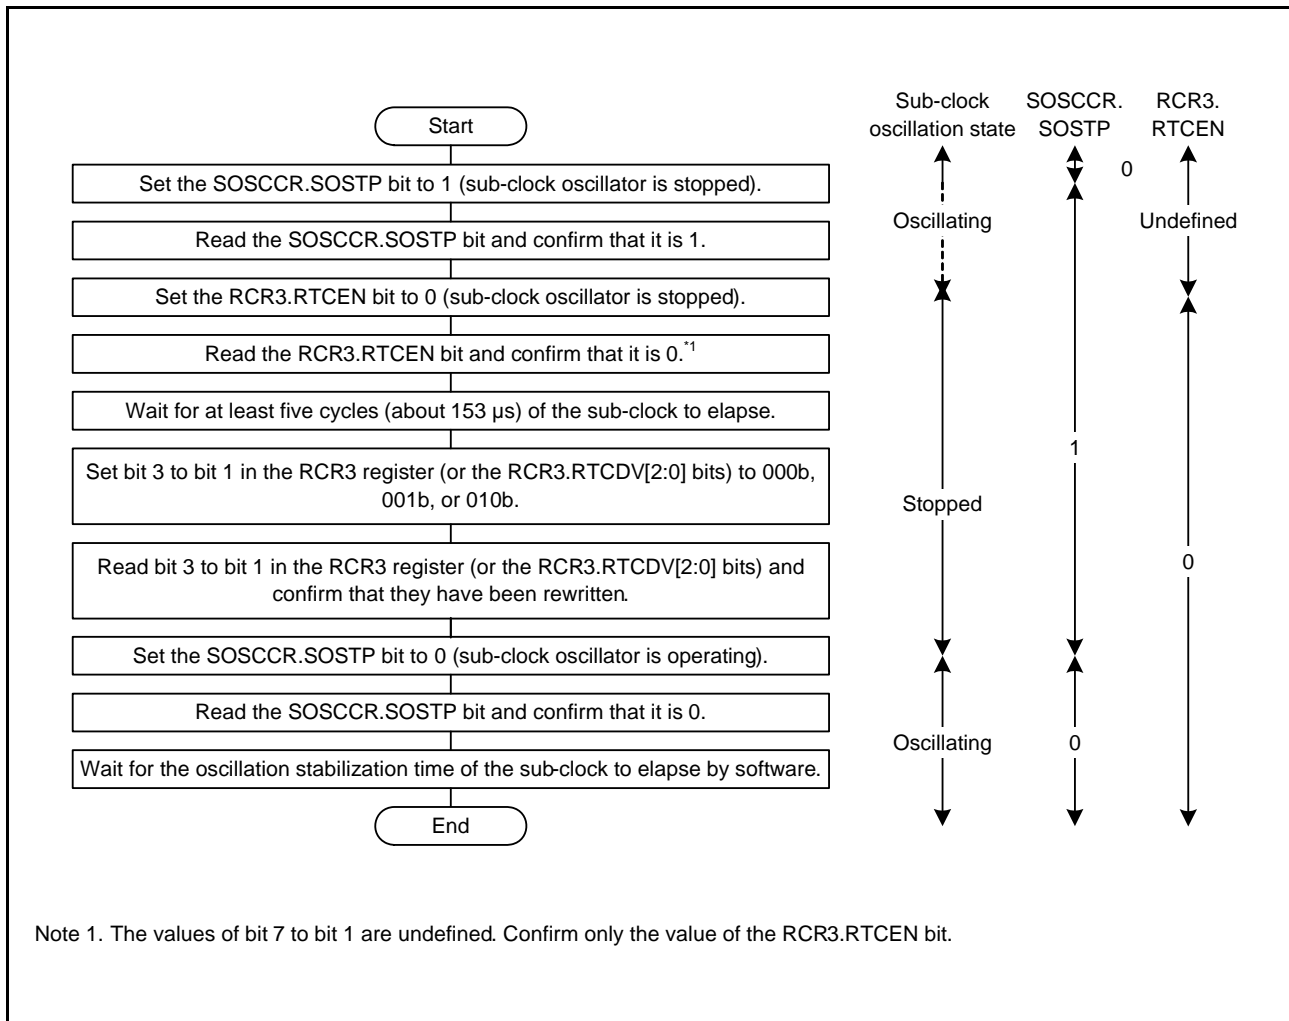 Sub-clock oscillation state
SOSCCR. SOSTP
RCR3. RTCEN
Start
Set the SOSCCR.SOSTP bit to 1 (sub-clock oscillator is stopped).
Read the SOSCCR.SOSTP bit and confirm that it is 1.
Set the RCR3.RTCEN bit to 0 (sub-clock oscillator is stopped).
Read the RCR3.RTCEN bit and confirm that it is 0.*1
Wait for at least five cycles (about 153 µs) of the sub-clock to elapse.
Set bit 3 to bit 1 in the RCR3 register (or the RCR3.RTCDV[2:0] bits) to 000b,
001b, or 010b.
Read bit 3 to bit 1 in the RCR3 register (or the RCR3.RTCDV[2:0] bits) and
confirm that they have been rewritten.
Set the SOSCCR.SOSTP bit to 0 (sub-clock oscillator is operating).
Read the SOSCCR.SOSTP bit and confirm that it is 0.
Wait for the oscillation stabilization time of the sub-clock to elapse by software.
End
Oscillating
Stopped
Oscillating
0
1
0
Undefined
0
Note 1. The values of bit 7 to bit 1 are undefined. Confirm only the value of the RCR3.RTCEN bit.